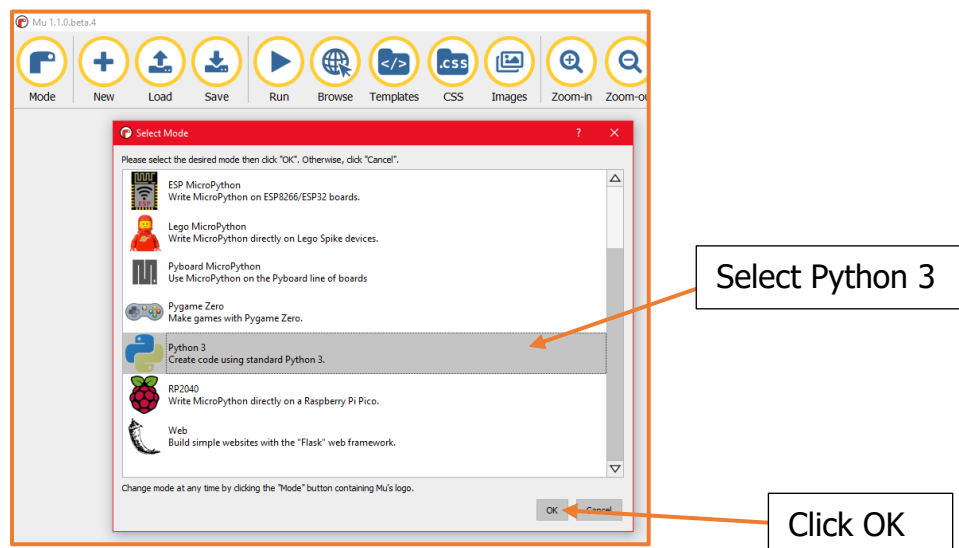 Mu 1.1.0.beta.4
Mode New Load Save Run Browse Templates CSS Images Zoom-in
</> .css
Select Mode ? ×
Please select the desired mode then click "OK". Otherwise, click "Cancel".
ESP
ESP MicroPython
Write MicroPython on ESP8266/ESP32 boards.
Lego MicroPython
Write MicroPython directly on Lego Spike devices.
Pyboard MicroPython
Use MicroPython on the Pyboard line of boards
Pygame Zero
Make games with Pygame Zero.
Python 3
Create code using standard Python 3.
RP2040
Write MicroPython directly on a Raspberry Pi Pico.
Web
Build simple websites with the "Flask" web framework.
Change mode at any time by clicking the "Mode" button containing Mu's logo.
OK Cancel
Select Python 3
Click OK